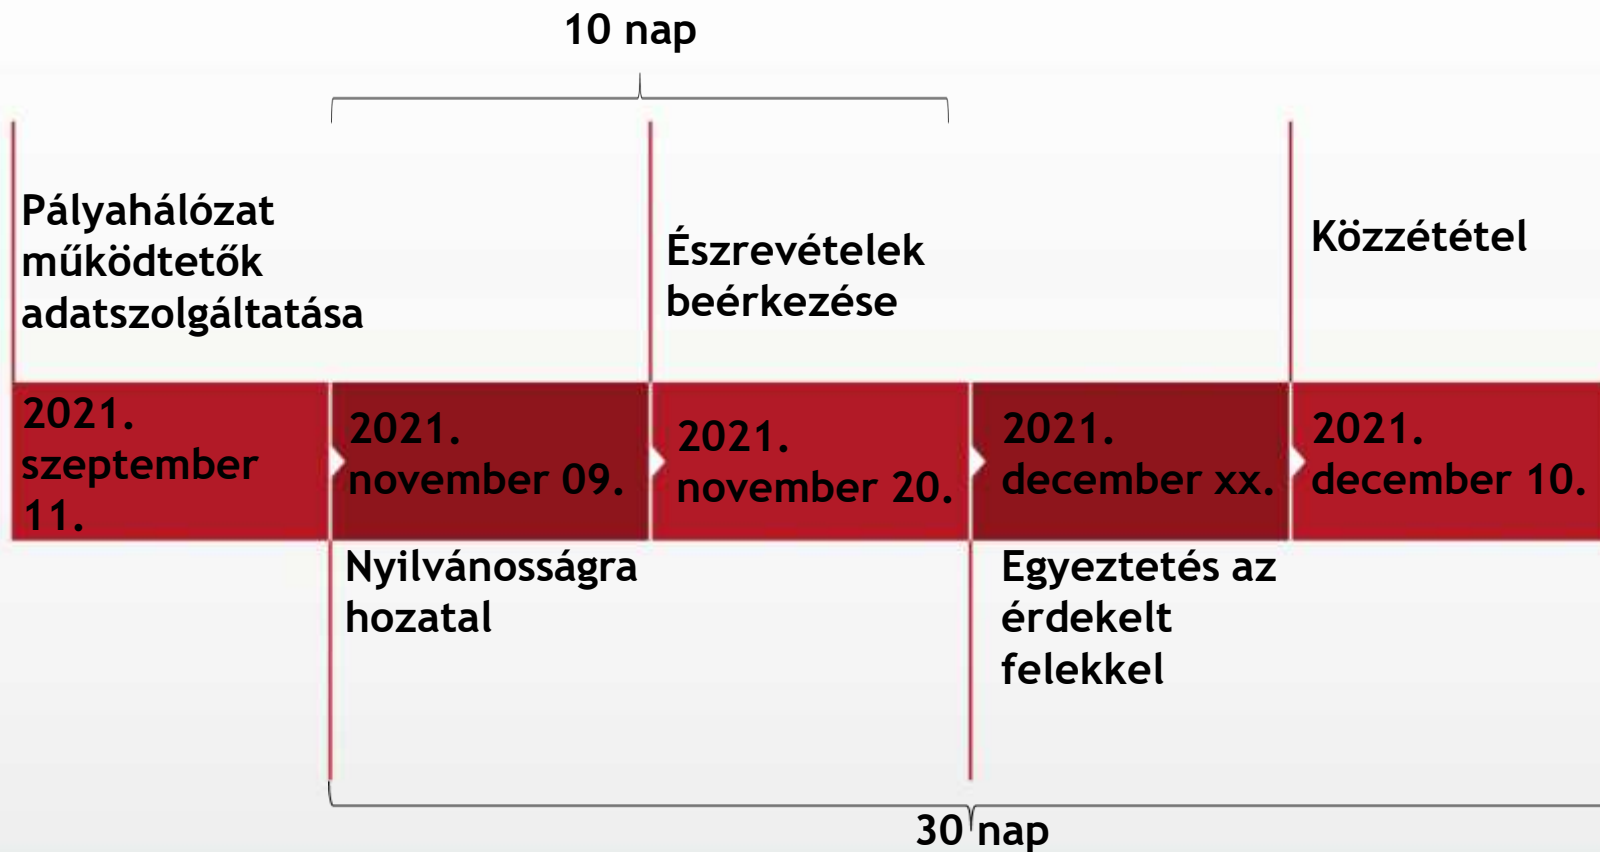 10 nap
Pályahálózat
működtetők
adatszolgáltatása
Észrevételek
beérkezése
Közzététel
2021.
szeptember
11.
2021.
november 09.
2021.
november 20.
2021.
december xx.
2021.
december 10.
Nyilvánosságra
hozatal
Egyeztetés az
érdekelt
felekkel
30 nap